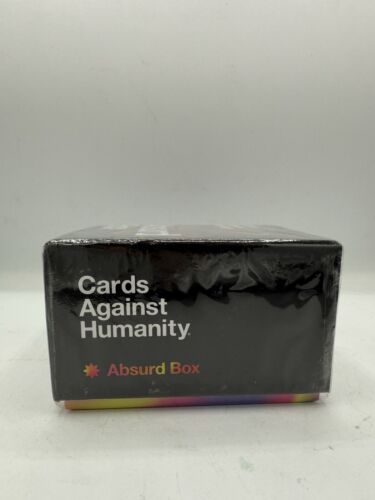 Cards
Against
Humanity.
Absurd Box